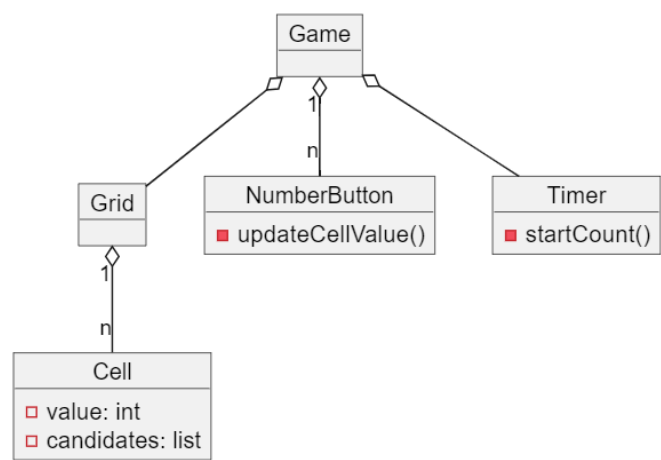 Game
1
n
Grid
NumberButton
updateCellValue()
Timer
startCount()
1
n
Cell
value: int
candidates: list